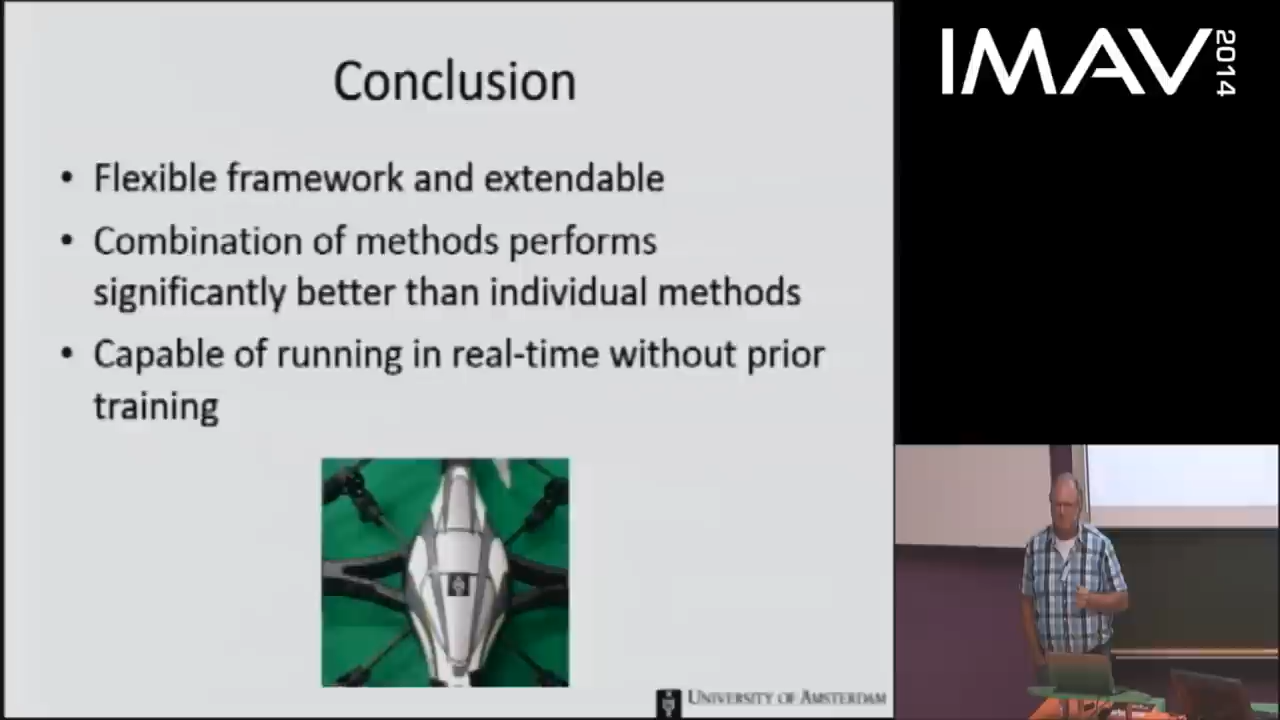 Conclusion
• Flexible framework and extendable
• Combination of methods performs
significantly better than individual methods
• Capable of running in real-time without prior
training
UNIVERSITY OF AMSTERDAM
IMAV 2014